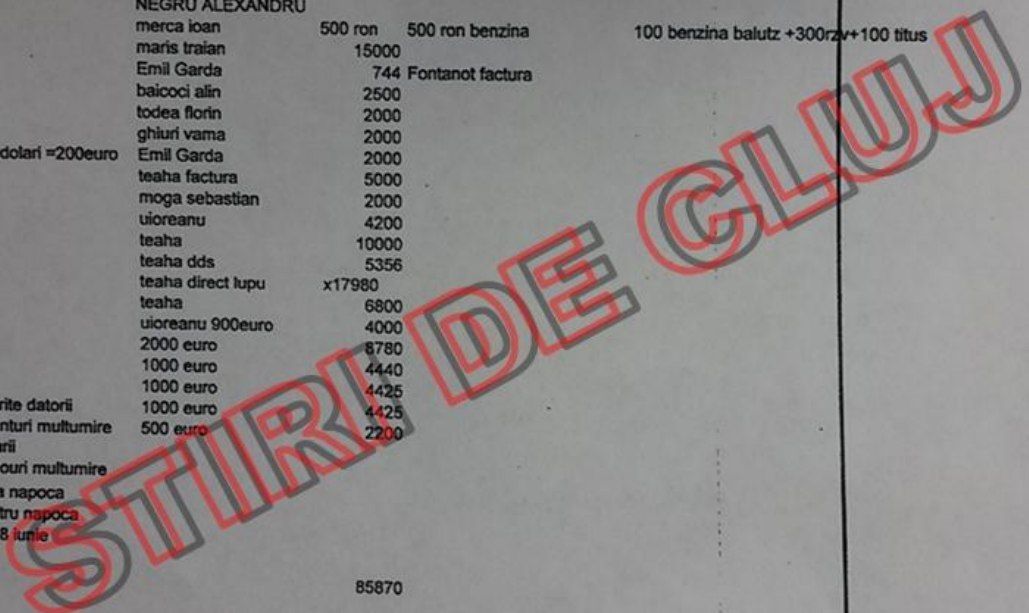 NEGRU ALEXANDRU
merca ioan 500 ron 500 ron benzina 100 benzina balutz +300rzv+100 titus
maris traian 15000
Emil Garda 744 Fontanot factura
baicoci alin 2500
todea florin 2000
ghiuri vama 2000
dolari =200euro Emil Garda 2000
teaha factura 5000
moga sebastian 2000
uioreanu 4200
teaha 10000
teaha dds 5356
teaha direct lupu x17980
teaha 6800
uioreanu 900euro 4000
2000 euro 8780
1000 euro 4440
1000 euro 4425
rite datorii 1000 euro 4425
nturi multumire 500 euro 2200
rii
ouri multumire
a napoca
tru napoca
8 iunie
85870
STIRI DE CLUJ